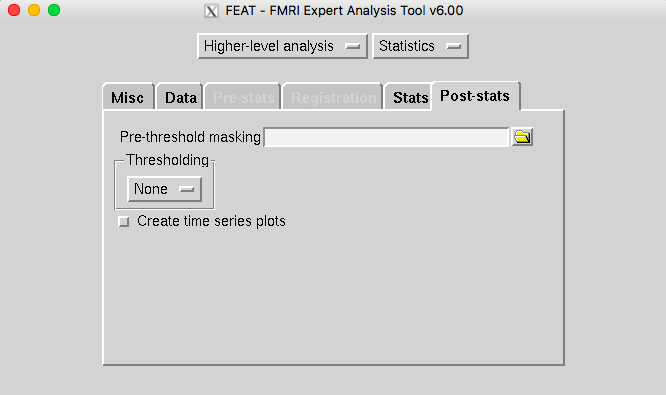 FEAT - FMRI Expert Analysis Tool v6.00
Higher-level analysis Statistics
Misc Data Pre-stats Registration Stats Post-stats
Pre-threshold masking
Thresholding
None
Create time series plots